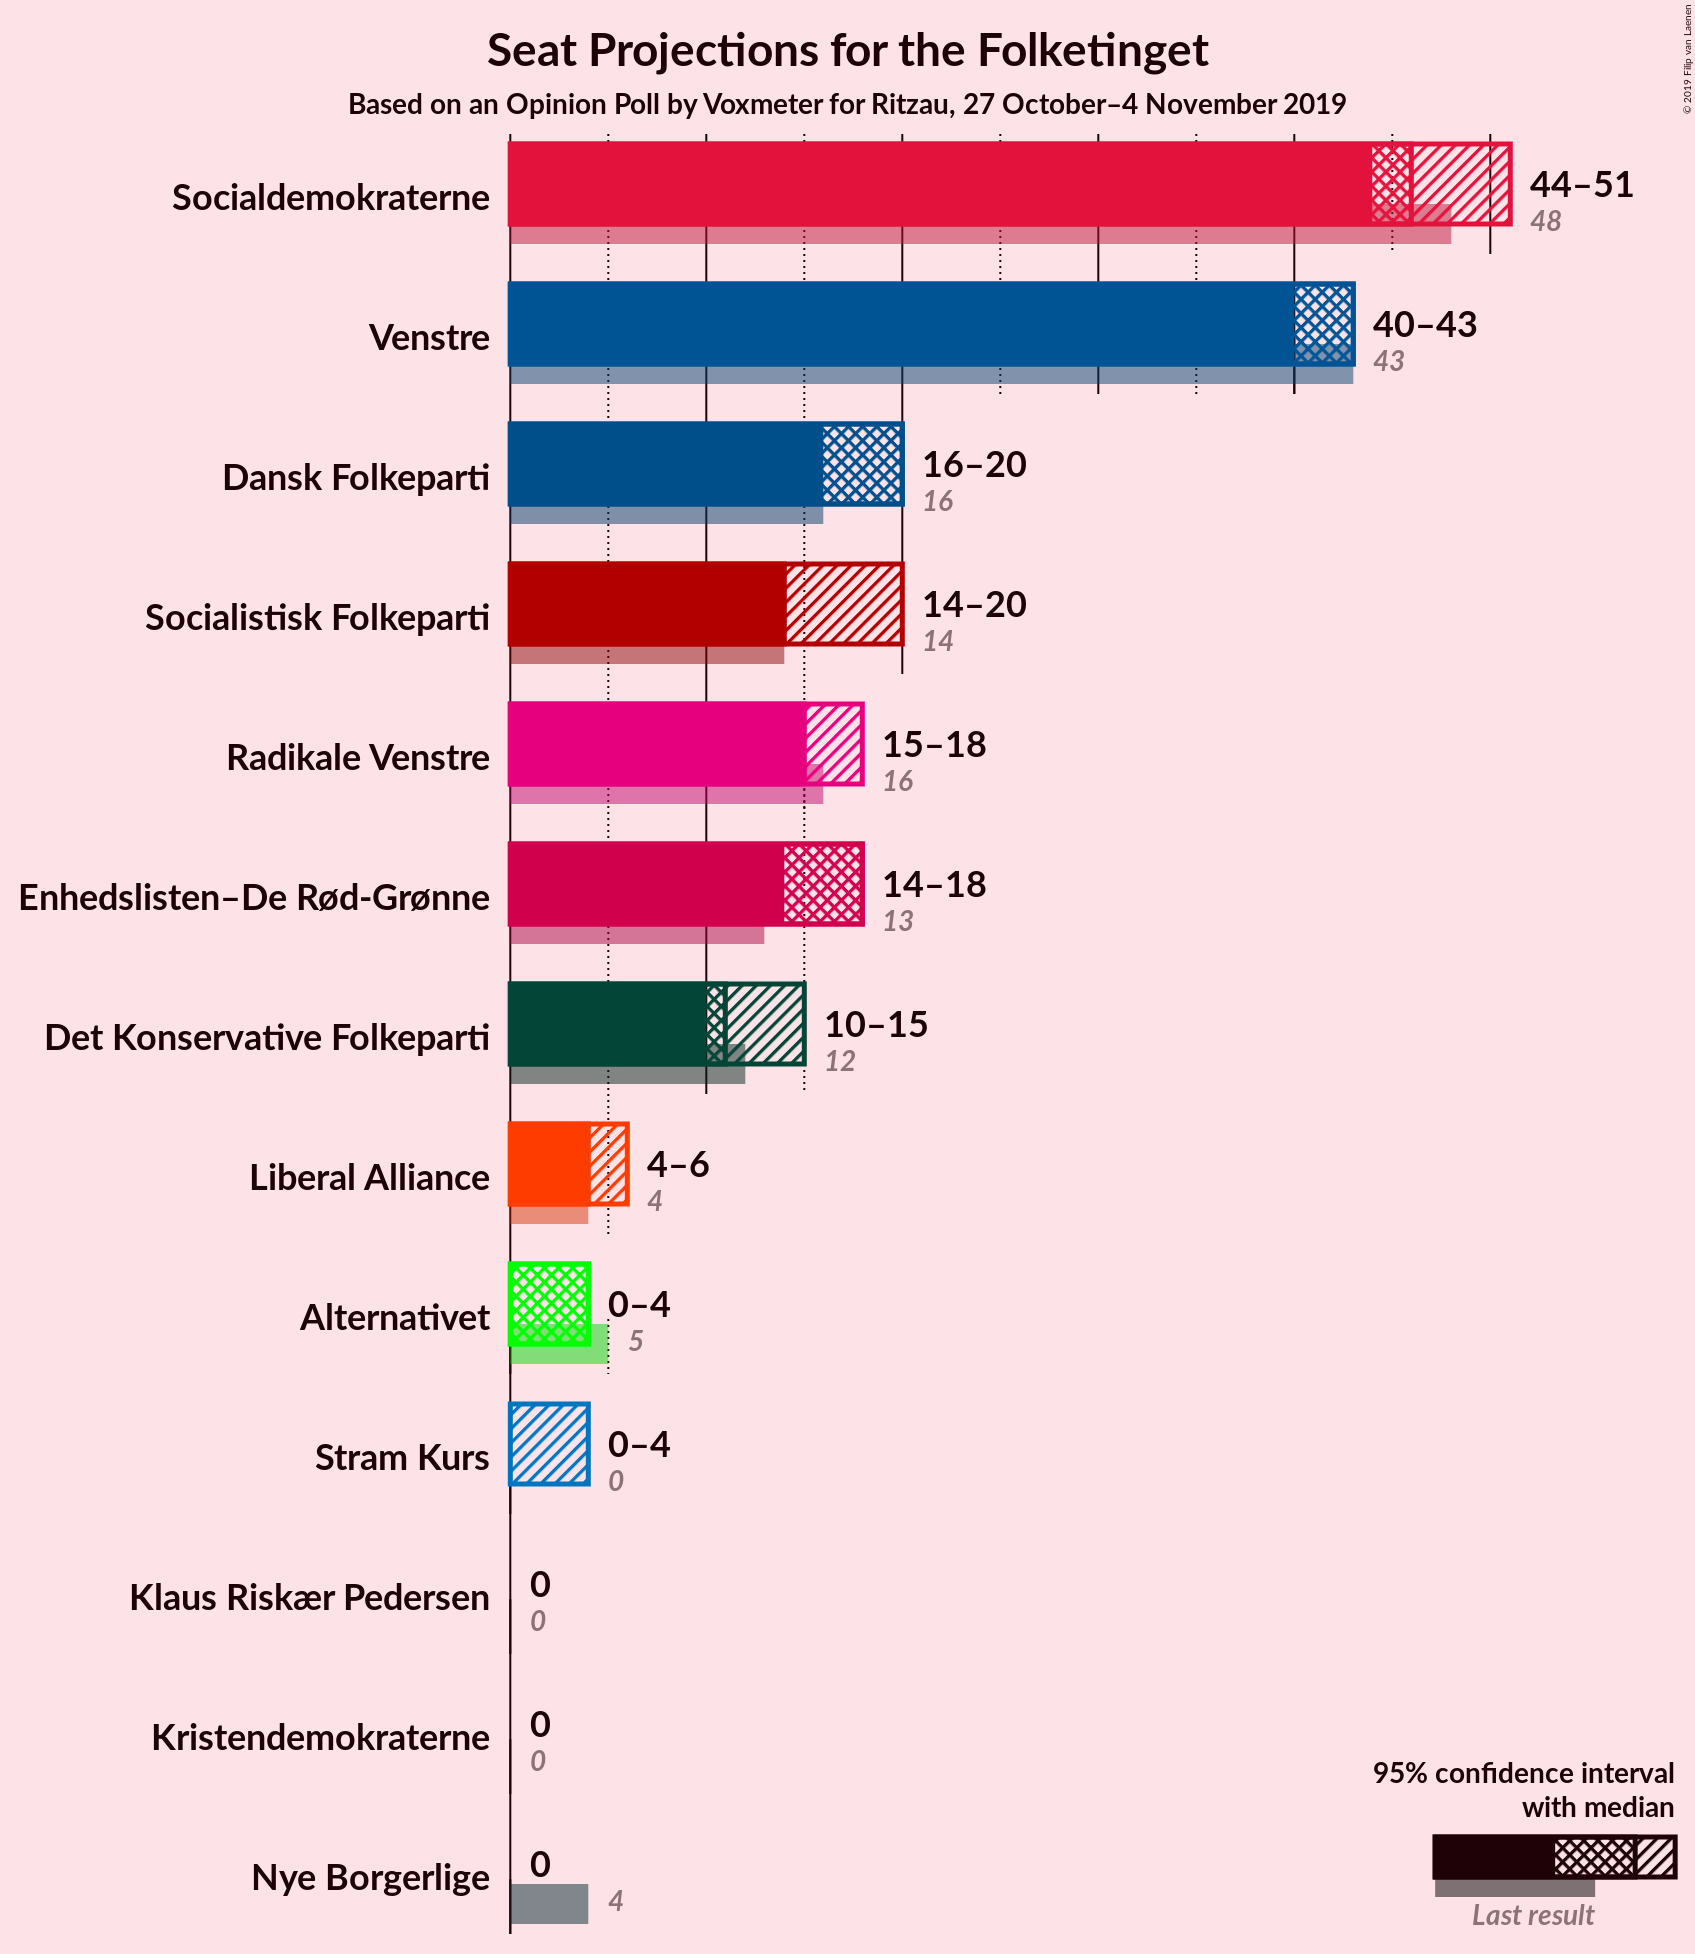 Seat Projections for the Folketinget
Based on an Opinion Poll by Voxmeter for Ritzau, 27 October–4 November 2019
© 2019 Filip van Laenen
Socialdemokraterne
44–51
48
Venstre
40–43
43
Dansk Folkeparti
16–20
16
Socialistisk Folkeparti
14–20
14
Radikale Venstre
15–18
16
Enhedslisten–De Rød-Grønne
14–18
13
Det Konservative Folkeparti
10–15
12
Liberal Alliance
4–6
4
Alternativet
0–4
5
Stram Kurs
0–4
0
Klaus Riskær Pedersen
0
0
Kristendemokraterne
0
0
Nye Borgerlige
0
4
95% confidence interval
with median
Last result